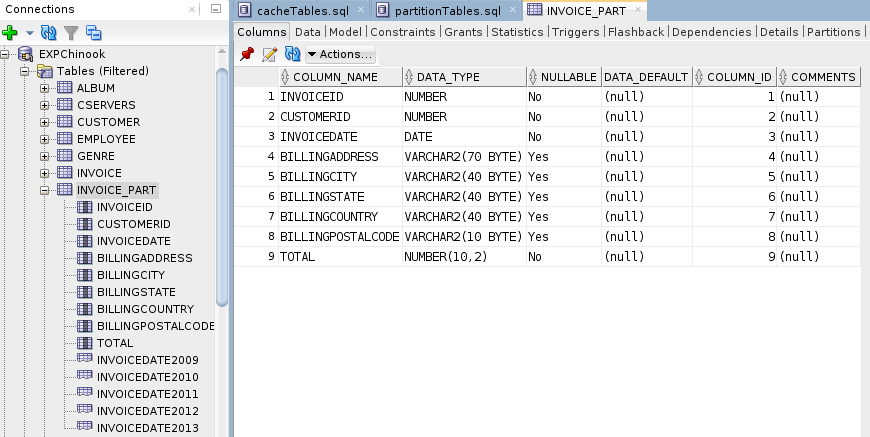 Connections
EXPChinook
Tables (Filtered)
ALBUM
CSERVERS
CUSTOMER
EMPLOYEE
GENRE
INVOICE
INVOICE_PART
INVOICEID
CUSTOMERID
INVOICEDATE
BILLINGADDRESS
BILLINGCITY
BILLINGSTATE
BILLINGCOUNTRY
BILLINGPOSTALCODE
TOTAL
INVOICEDATE2009
INVOICEDATE2010
INVOICEDATE2011
INVOICEDATE2012
INVOICEDATE2013
cacheTables.sql partitionTables.sql INVOICE_PART
Columns Data Model Constraints Grants Statistics Triggers Flashback Dependencies Details Partitions
Actions...
COLUMN_NAME DATA_TYPE NULLABLE DATA_DEFAULT COLUMN_ID COMMENTS
1 INVOICEID NUMBER No (null) 1 (null)
2 CUSTOMERID NUMBER No (null) 2 (null)
3 INVOICEDATE DATE No (null) 3 (null)
4 BILLINGADDRESS VARCHAR2(70 BYTE) Yes (null) 4 (null)
5 BILLINGCITY VARCHAR2(40 BYTE) Yes (null) 5 (null)
6 BILLINGSTATE VARCHAR2(40 BYTE) Yes (null) 6 (null)
7 BILLINGCOUNTRY VARCHAR2(40 BYTE) Yes (null) 7 (null)
8 BILLINGPOSTALCODE VARCHAR2(10 BYTE) Yes (null) 8 (null)
9 TOTAL NUMBER(10,2) No (null) 9 (null)